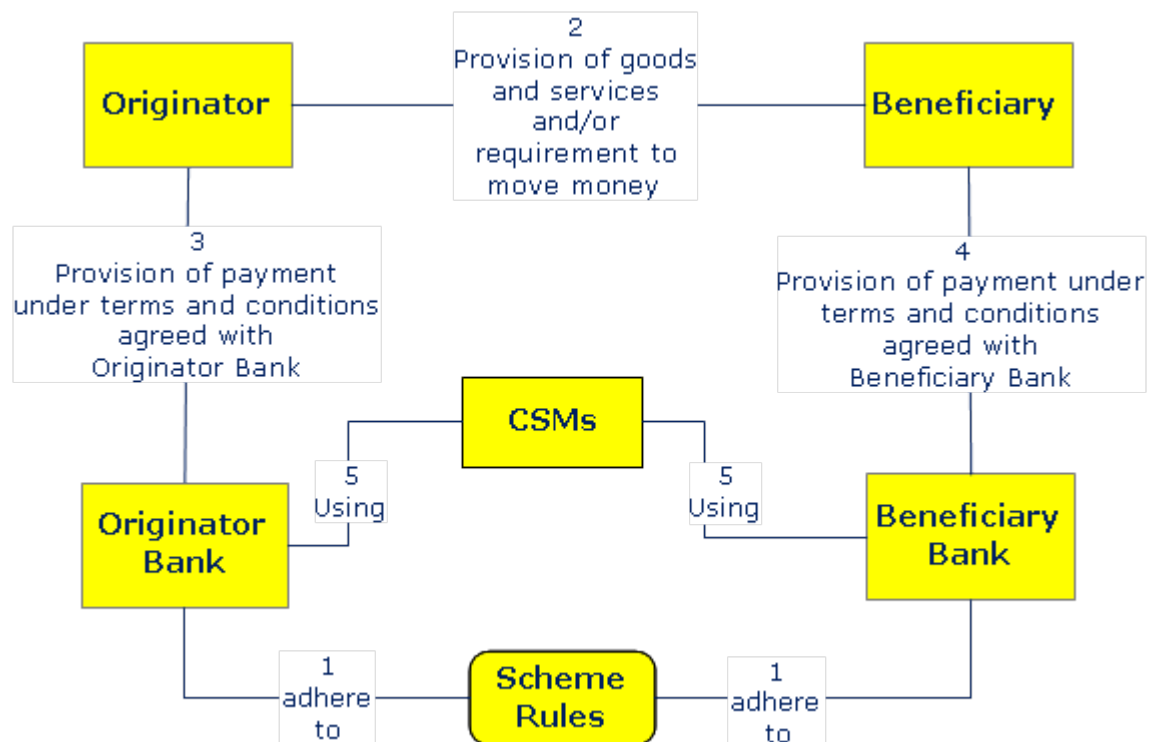 2
Provision of goods
and services
and/or
requirement to
move money
Originator
Beneficiary
3
Provision of payment
under terms and conditions
agreed with
Originator Bank
4
Provision of payment under
terms and conditions
agreed with
Beneficiary Bank
CSMs
5
Using
5
Using
Originator
Bank
Beneficiary
Bank
1
adhere
to
Scheme
Rules
1
adhere
to